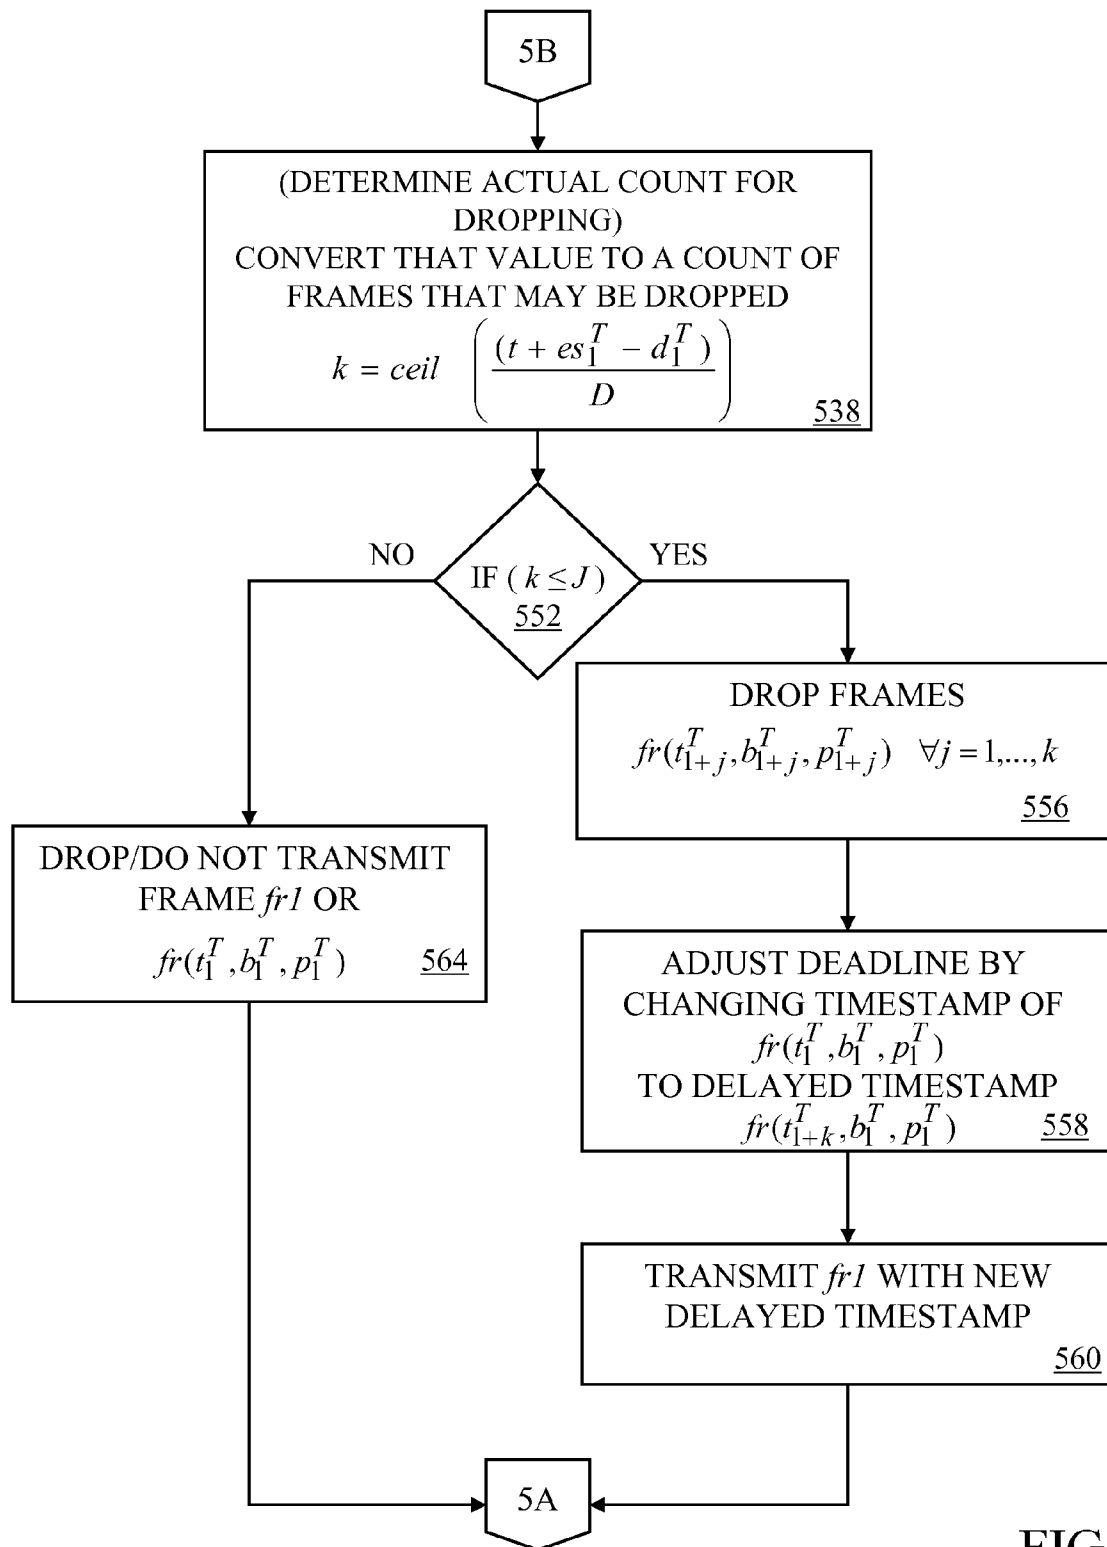 5B
(DETERMINE ACTUAL COUNT FOR
DROPPING)
CONVERT THAT VALUE TO A COUNT OF
FRAMES THAT MAY BE DROPPED
k = ceil ( (t + es_1^T − d_1^T) / D )
538
NO
YES
IF ( k ≤ J )
552
DROP FRAMES
fr(t_{1+j}^T, b_{1+j}^T, p_{1+j}^T) ∀j = 1,..., k
556
DROP/DO NOT TRANSMIT
FRAME fr1 OR
fr(t_1^T, b_1^T, p_1^T) 564
ADJUST DEADLINE BY
CHANGING TIMESTAMP OF
fr(t_1^T, b_1^T, p_1^T)
TO DELAYED TIMESTAMP
fr(t_{1+k}^T, b_1^T, p_1^T) 558
TRANSMIT fr1 WITH NEW
DELAYED TIMESTAMP
560
5A
FIG